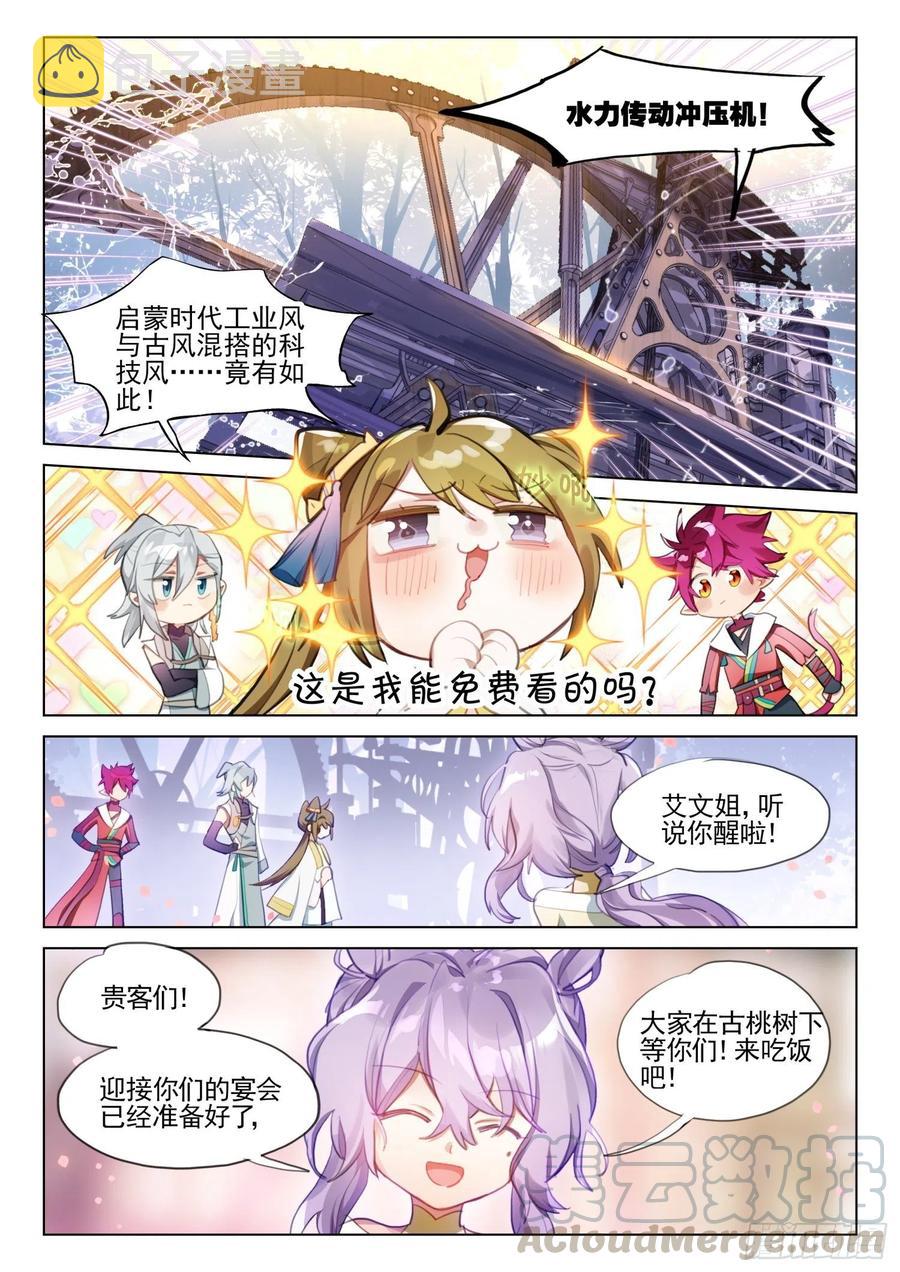 包子漫畫
水力传动冲压机！
启蒙时代工业风
与古风混搭的科
技风……竟有如
此！
妙啊
这是我能免费看的吗？
艾文姐，听
说你醒啦！
贵客们！
迎接你们的宴会
已经准备好了，
大家在古桃树下
等你们！来吃饭
吧！
AcloudMerge.com